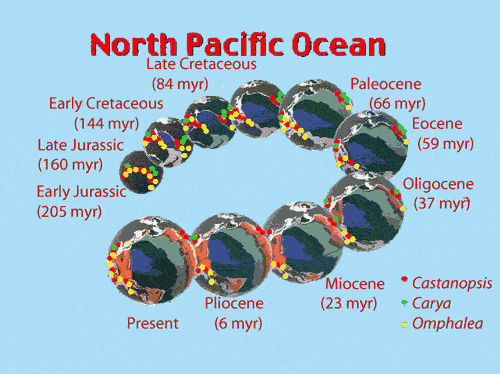 North Pacific Ocean
Late Cretaceous
(84 myr)
Early Cretaceous
(144 myr)
Late Jurassic
(160 myr)
Early Jurassic
(205 myr)
Paleocene
(66 myr)
Eocene
(59 myr)
Oligocene
(37 myr)
Miocene
(23 myr)
Pliocene
(6 myr)
Present
Castanopsis
Carya
Omphalea